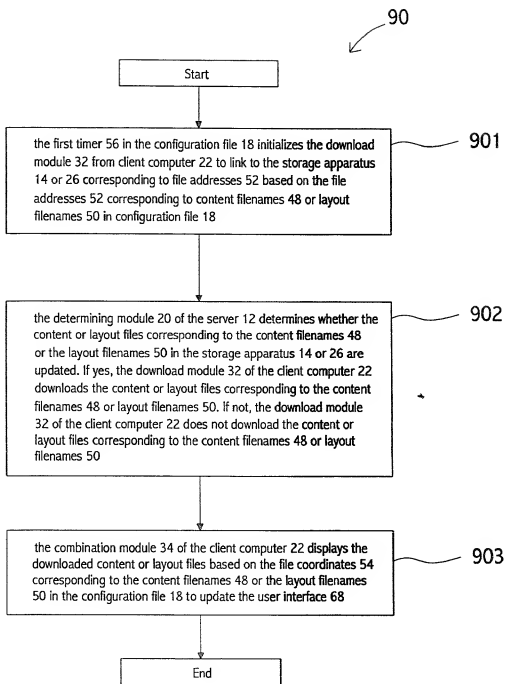 90
Start
the first timer 56 in the configuration file 18 initializes the download
module 32 from client computer 22 to link to the storage apparatus
14 or 26 corresponding to file addresses 52 based on the file
addresses 52 corresponding to content filenames 48 or layout
filenames 50 in configuration file 18
901
the determining module 20 of the server 12 determines whether the
content or layout files corresponding to the content filenames 48
or the layout filenames 50 in the storage apparatus 14 or 26 are
updated. If yes, the download module 32 of the client computer 22
downloads the content or layout files corresponding to the content
filenames 48 or layout filenames 50. If not, the download module
32 of the client computer 22 does not download the content or
layout files corresponding to the content filenames 48 or layout
filenames 50
902
the combination module 34 of the client computer 22 displays the
downloaded content or layout files based on the file coordinates 54
corresponding to the content filenames 48 or the layout filenames
50 in the configuration file 18 to update the user interface 68
903
End